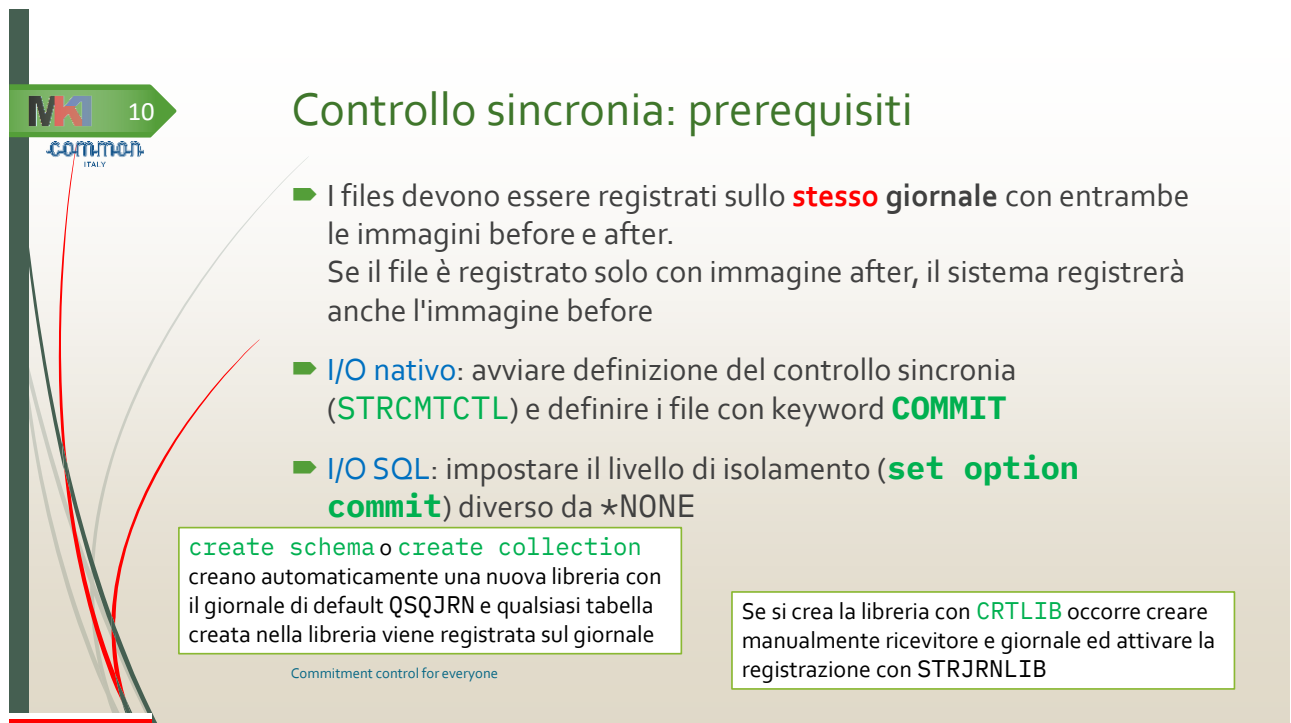 MKI
10
common
ITALY
Controllo sincronia: prerequisiti
I files devono essere registrati sullo stesso giornale con entrambe
le immagini before e after.
Se il file è registrato solo con immagine after, il sistema registrerà
anche l'immagine before
I/O nativo: avviare definizione del controllo sincronia
(STRCMTCTL) e definire i file con keyword COMMIT
I/O SQL: impostare il livello di isolamento (set option
commit) diverso da *NONE
create schema o create collection
creano automaticamente una nuova libreria con
il giornale di default QSQJRN e qualsiasi tabella
creata nella libreria viene registrata sul giornale
Se si crea la libreria con CRTLIB occorre creare
manualmente ricevitore e giornale ed attivare la
registrazione con STRJRNLIB
Commitment control for everyone